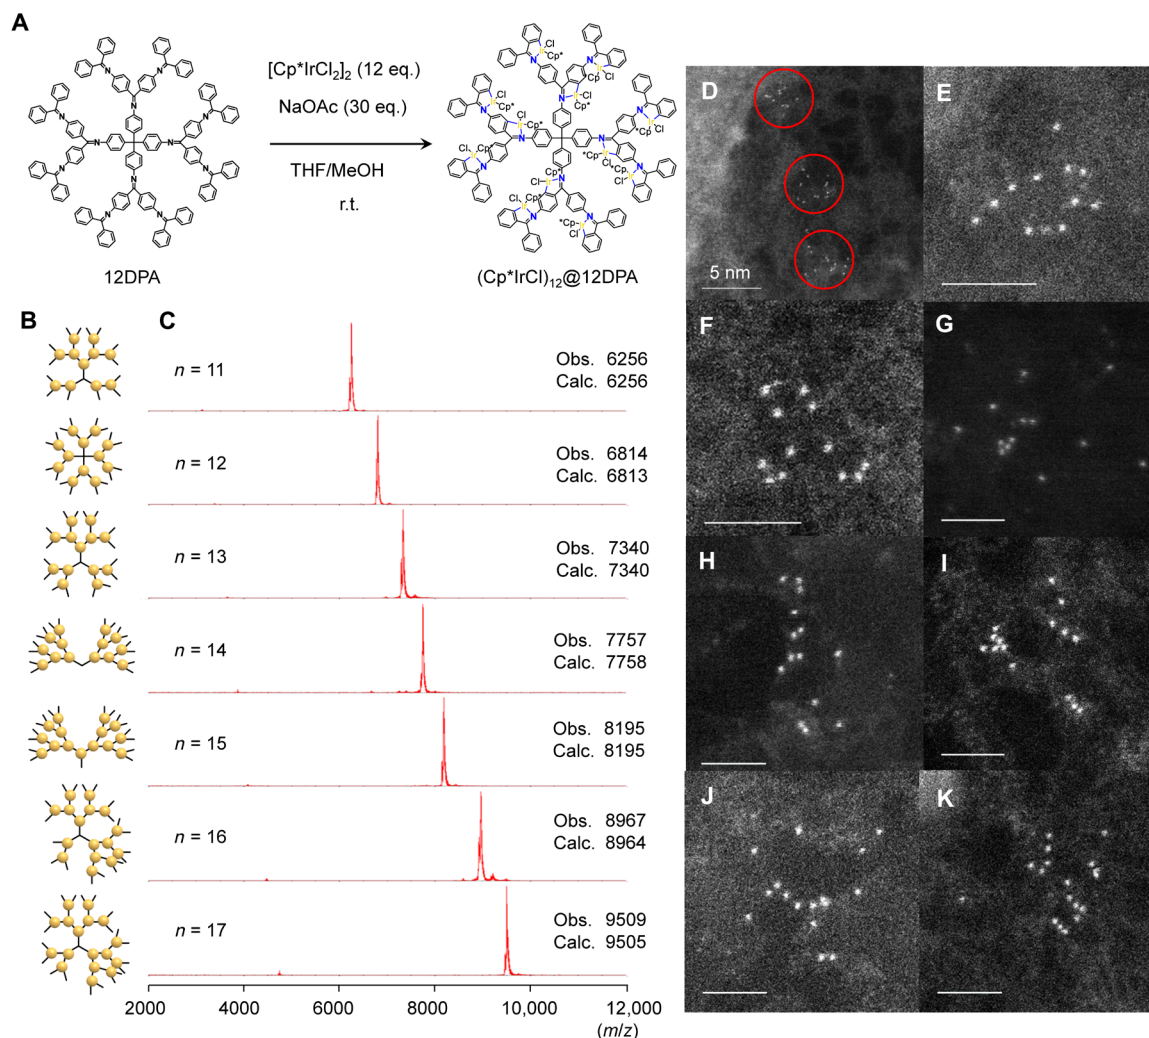 A
[Cp*IrCl2]2 (12 eq.)
NaOAc (30 eq.)
THF/MeOH
r.t.
12DPA
(Cp*IrCl)12@12DPA
B
C
n = 11
Obs. 6256
Calc. 6256
n = 12
Obs. 6814
Calc. 6813
n = 13
Obs. 7340
Calc. 7340
n = 14
Obs. 7757
Calc. 7758
n = 15
Obs. 8195
Calc. 8195
n = 16
Obs. 8967
Calc. 8964
n = 17
Obs. 9509
Calc. 9505
2000 4000 6000 8000 10,000 12,000
(m/z)
D
5 nm
E
F
G
H
I
J
K